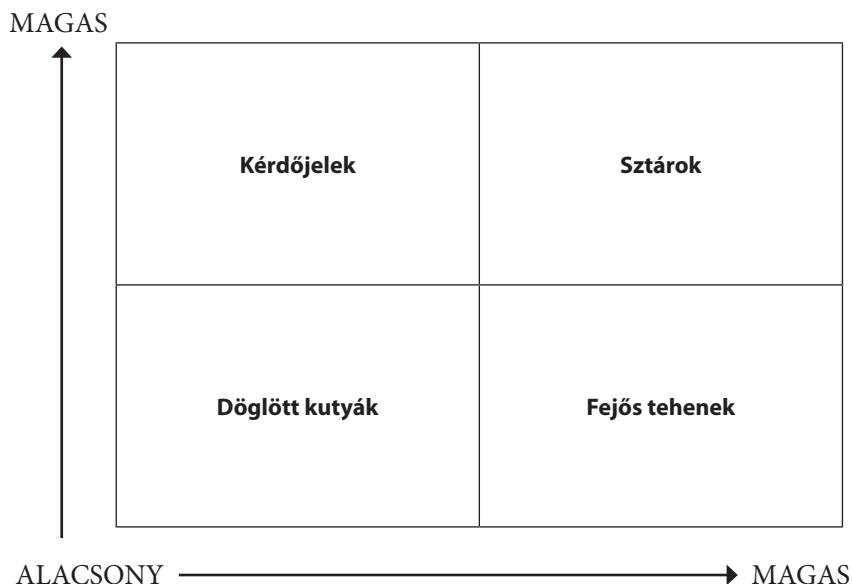 MAGAS
Kérdőjelek
Sztárok
Döglött kutyák
Fejős tehenek
ALACSONY
MAGAS